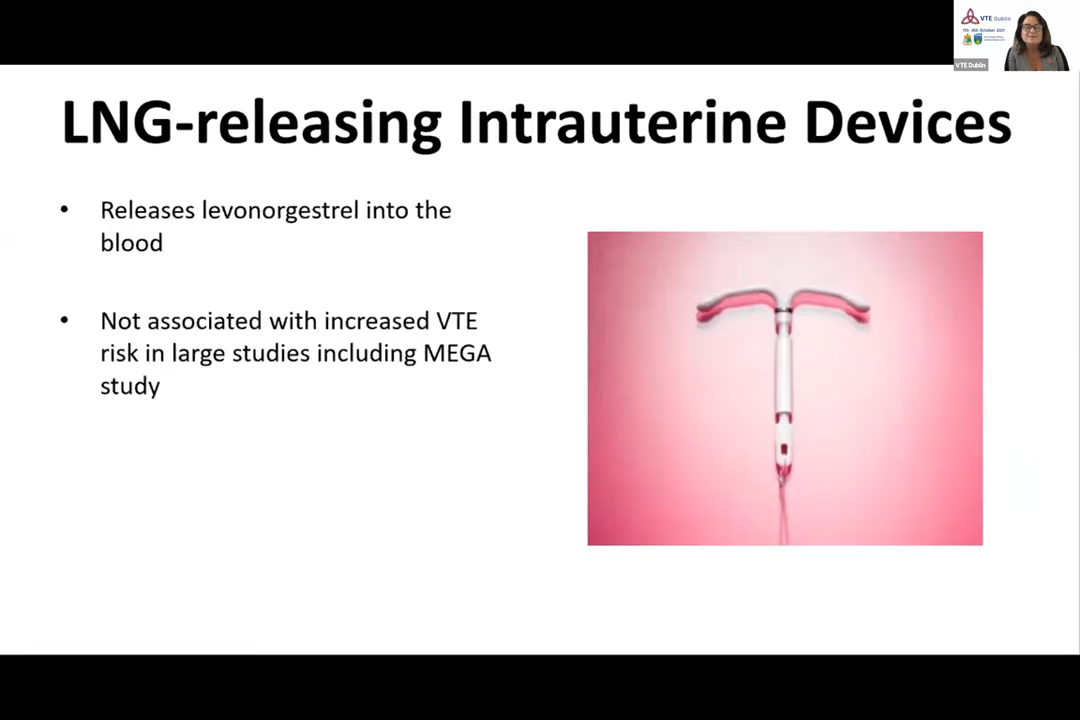 VTE Dublin
VTE Dublin
LNG-releasing Intrauterine Devices
• Releases levonorgestrel into the
blood
• Not associated with increased VTE
risk in large studies including MEGA
study